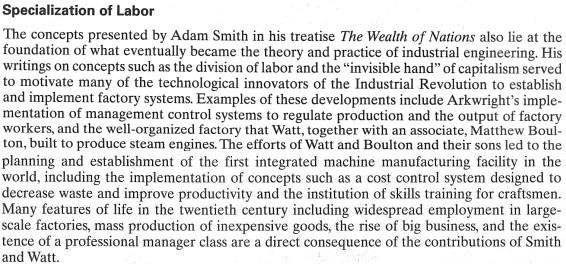 Specialization of Labor
The concepts presented by Adam Smith in his treatise The Wealth of Nations also lie at the
foundation of what eventually became the theory and practice of industrial engineering. His
writings on concepts such as the division of labor and the “invisible hand” of capitalism served
to motivate many of the technological innovators of the Industrial Revolution to establish
and implement factory systems. Examples of these developments include Arkwright’s imple-
mentation of management control systems to regulate production and the output of factory
workers, and the well-organized factory that Watt, together with an associate, Matthew Boul-
ton, built to produce steam engines. The efforts of Watt and Boulton and their sons led to the
planning and establishment of the first integrated machine manufacturing facility in the
world, including the implementation of concepts such as a cost control system designed to
decrease waste and improve productivity and the institution of skills training for craftsmen.
Many features of life in the twentieth century including widespread employment in large-
scale factories, mass production of inexpensive goods, the rise of big business, and the exis-
tence of a professional manager class are a direct consequence of the contributions of Smith
and Watt.